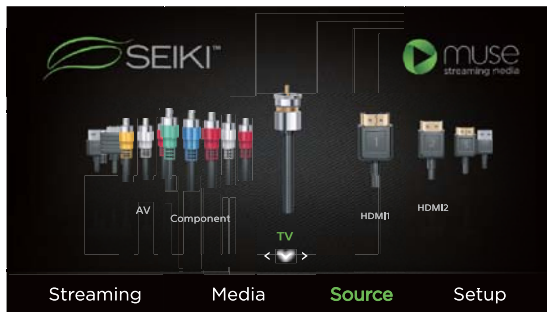 SEIKI™
muse
streaming media
AV
Component
HDMI1
HDMI2
TV
Streaming Media Source Setup